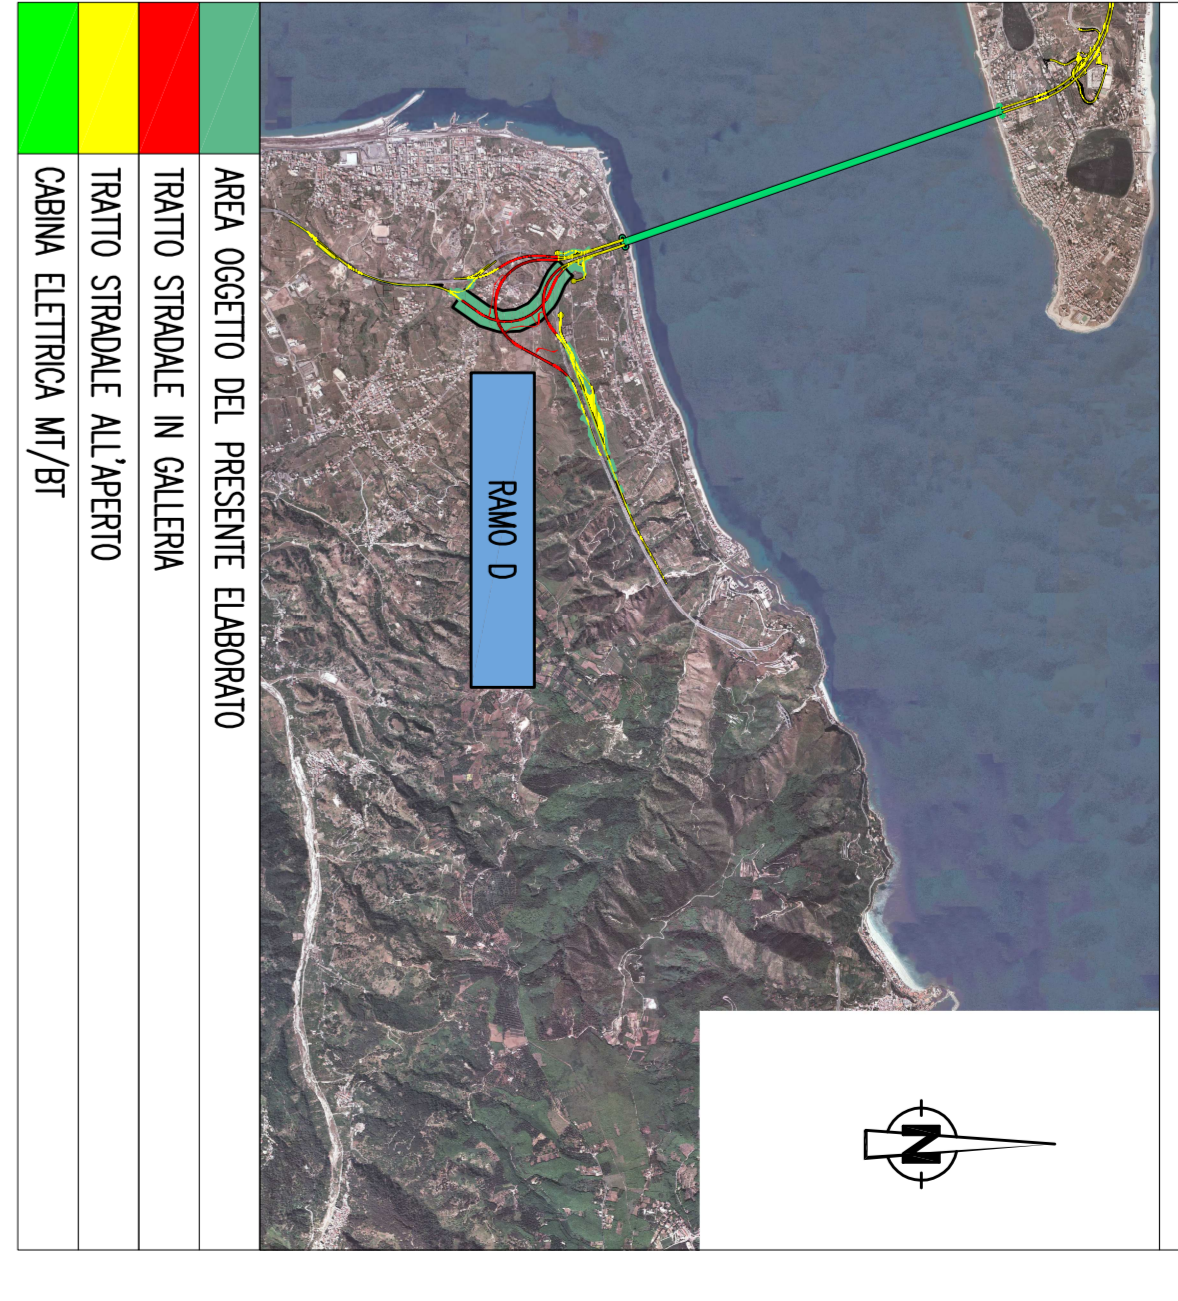 RAMO D
N
AREA OGGETTO DEL PRESENTE ELABORATO
TRATTO STRADALE IN GALLERIA
TRATTO STRADALE ALL'APERTO
CABINA ELETTRICA MT/BT